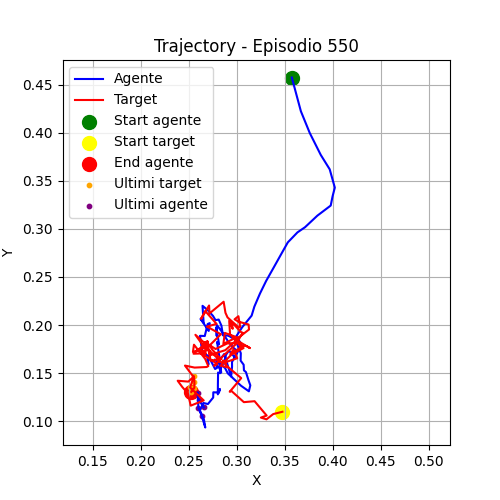 Trajectory - Episodio 550
Agente
Target
Start agente
Start target
End agente
Ultimi target
Ultimi agente
Y
0.45
0.40
0.35
0.30
0.25
0.20
0.15
0.10
0.15 0.20 0.25 0.30 0.35 0.40 0.45 0.50
X